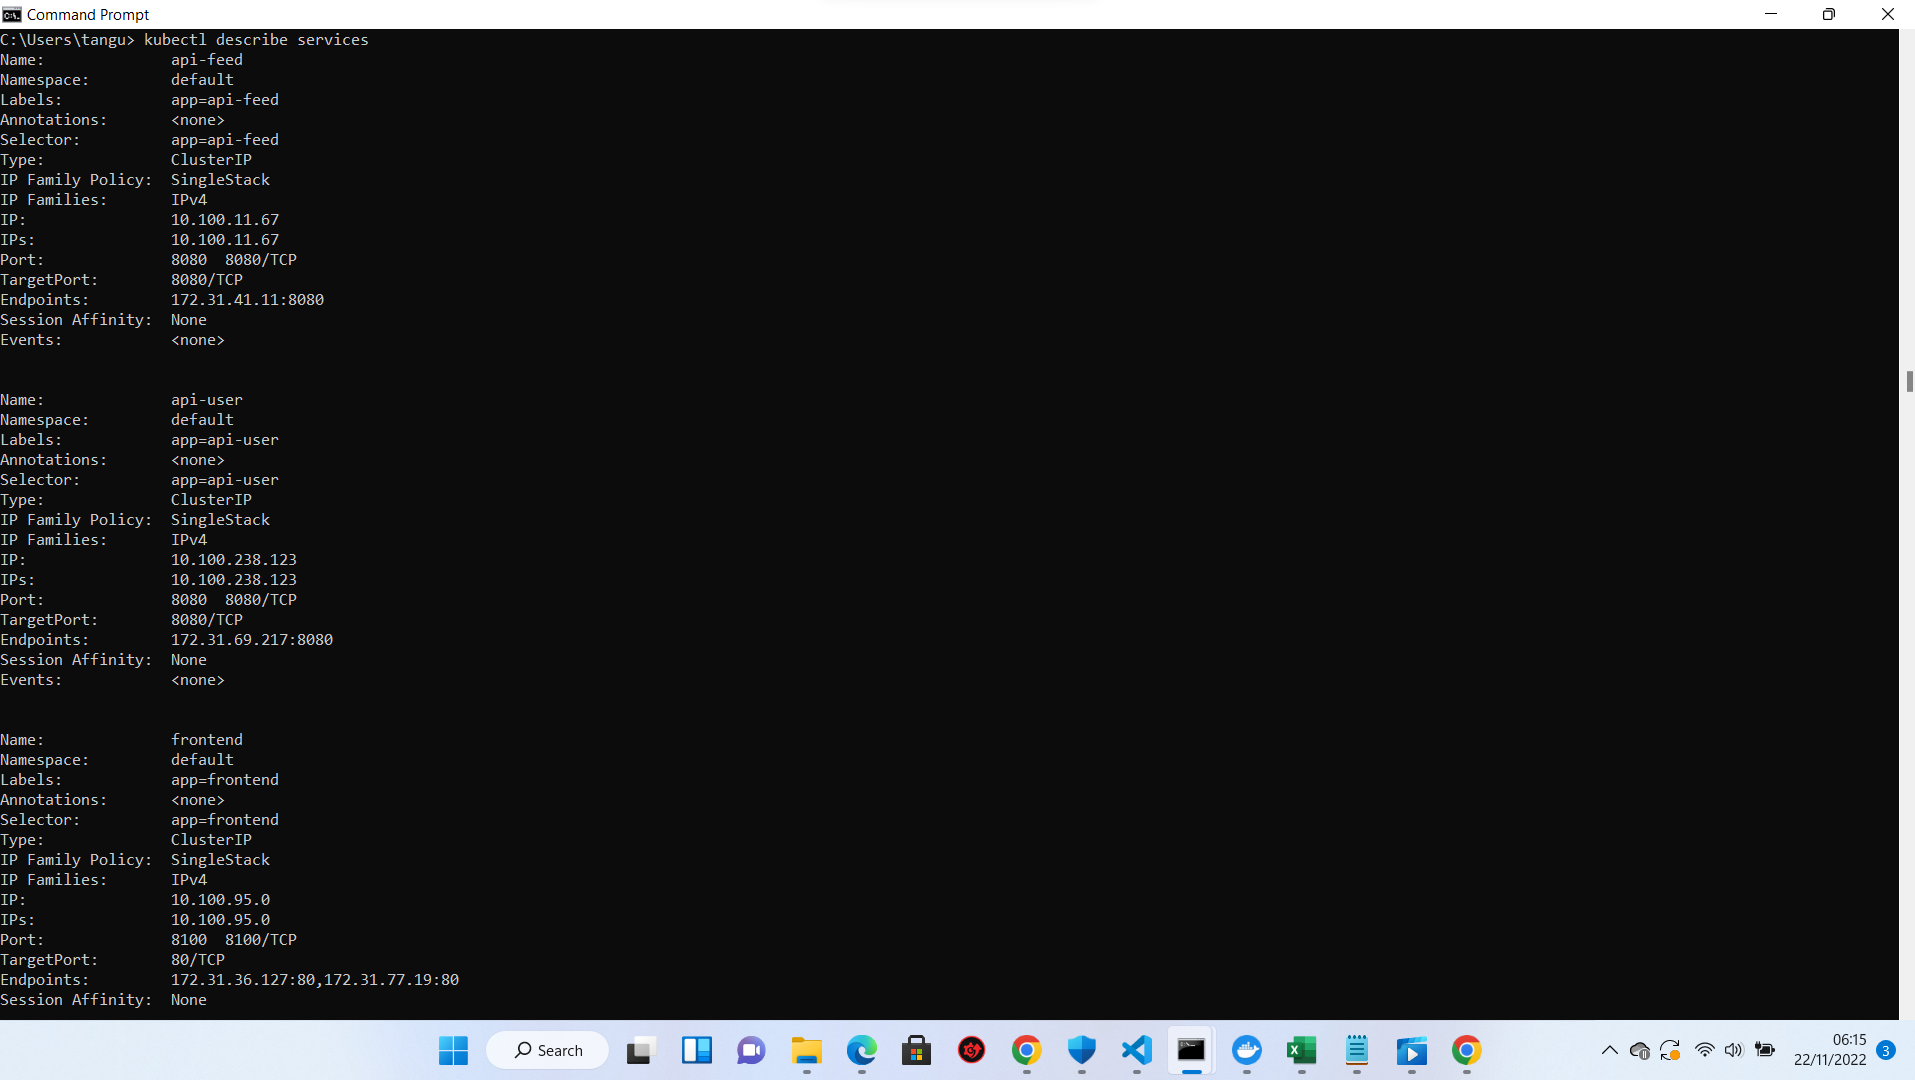 Command Prompt
C:\Users\tangu> kubectl describe services
Name:              api-feed
Namespace:         default
Labels:            app=api-feed
Annotations:       <none>
Selector:          app=api-feed
Type:              ClusterIP
IP Family Policy:  SingleStack
IP Families:       IPv4
IP:                10.100.11.67
IPs:               10.100.11.67
Port:              8080  8080/TCP
TargetPort:        8080/TCP
Endpoints:         172.31.41.11:8080
Session Affinity:  None
Events:            <none>
Name:              api-user
Namespace:         default
Labels:            app=api-user
Annotations:       <none>
Selector:          app=api-user
Type:              ClusterIP
IP Family Policy:  SingleStack
IP Families:       IPv4
IP:                10.100.238.123
IPs:               10.100.238.123
Port:              8080  8080/TCP
TargetPort:        8080/TCP
Endpoints:         172.31.69.217:8080
Session Affinity:  None
Events:            <none>
Name:              frontend
Namespace:         default
Labels:            app=frontend
Annotations:       <none>
Selector:          app=frontend
Type:              ClusterIP
IP Family Policy:  SingleStack
IP Families:       IPv4
IP:                10.100.95.0
IPs:               10.100.95.0
Port:              8100  8100/TCP
TargetPort:        80/TCP
Endpoints:         172.31.36.127:80,172.31.77.19:80
Session Affinity:  None
Search
06:15
22/11/2022
3